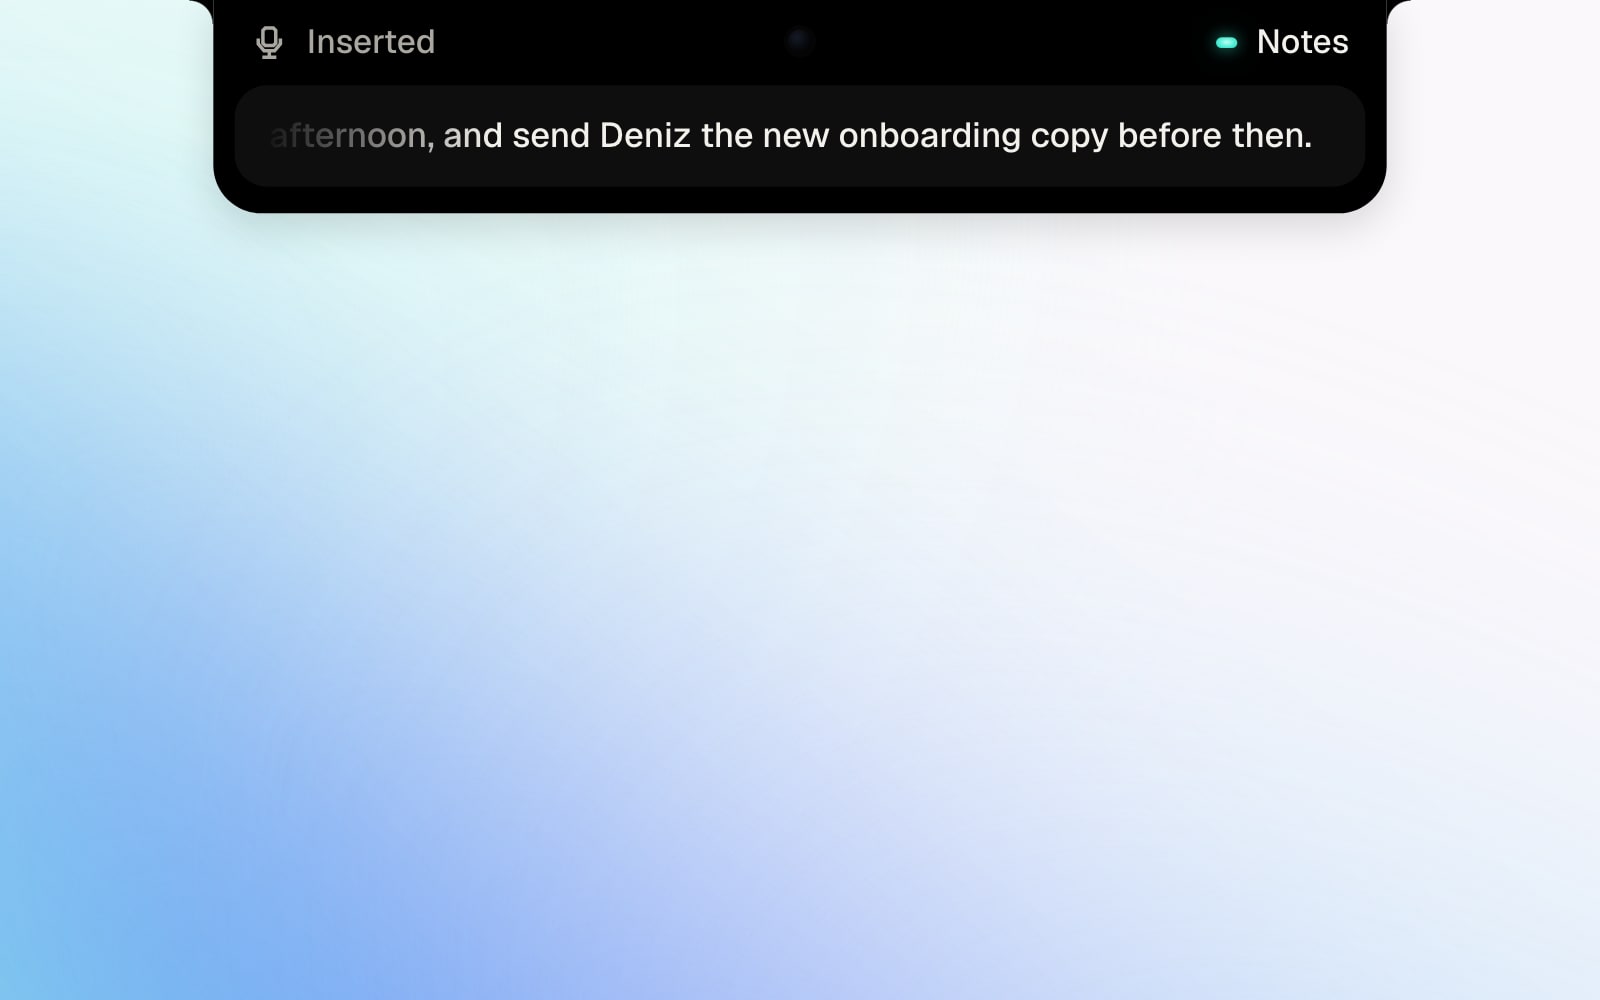 Inserted
Notes
afternoon, and send Deniz the new onboarding copy before then.